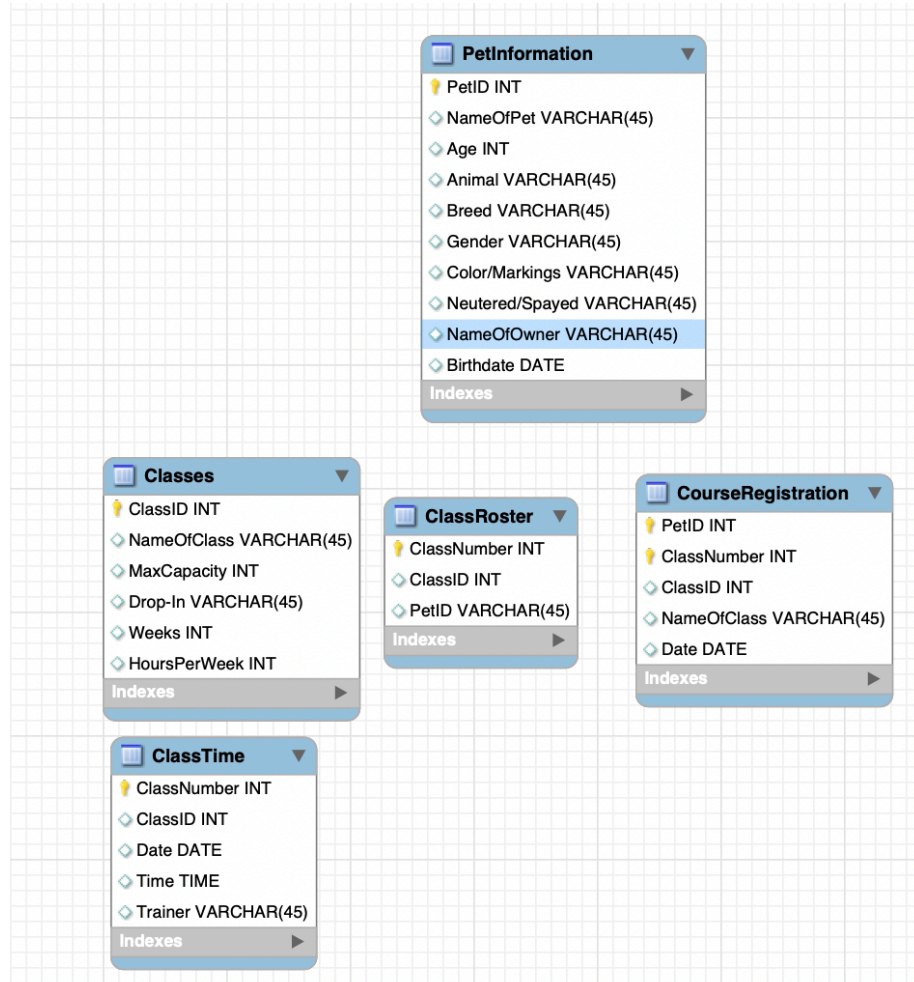 PetInformation
PetID INT
NameOfPet VARCHAR(45)
Age INT
Animal VARCHAR(45)
Breed VARCHAR(45)
Gender VARCHAR(45)
Color/Markings VARCHAR(45)
Neutered/Spayed VARCHAR(45)
NameOfOwner VARCHAR(45)
Birthdate DATE
Indexes
Classes
ClassID INT
NameOfClass VARCHAR(45)
MaxCapacity INT
Drop-In VARCHAR(45)
Weeks INT
HoursPerWeek INT
Indexes
ClassRoster
ClassNumber INT
ClassID INT
PetID VARCHAR(45)
Indexes
CourseRegistration
PetID INT
ClassNumber INT
ClassID INT
NameOfClass VARCHAR(45)
Date DATE
Indexes
ClassTime
ClassNumber INT
ClassID INT
Date DATE
Time TIME
Trainer VARCHAR(45)
Indexes